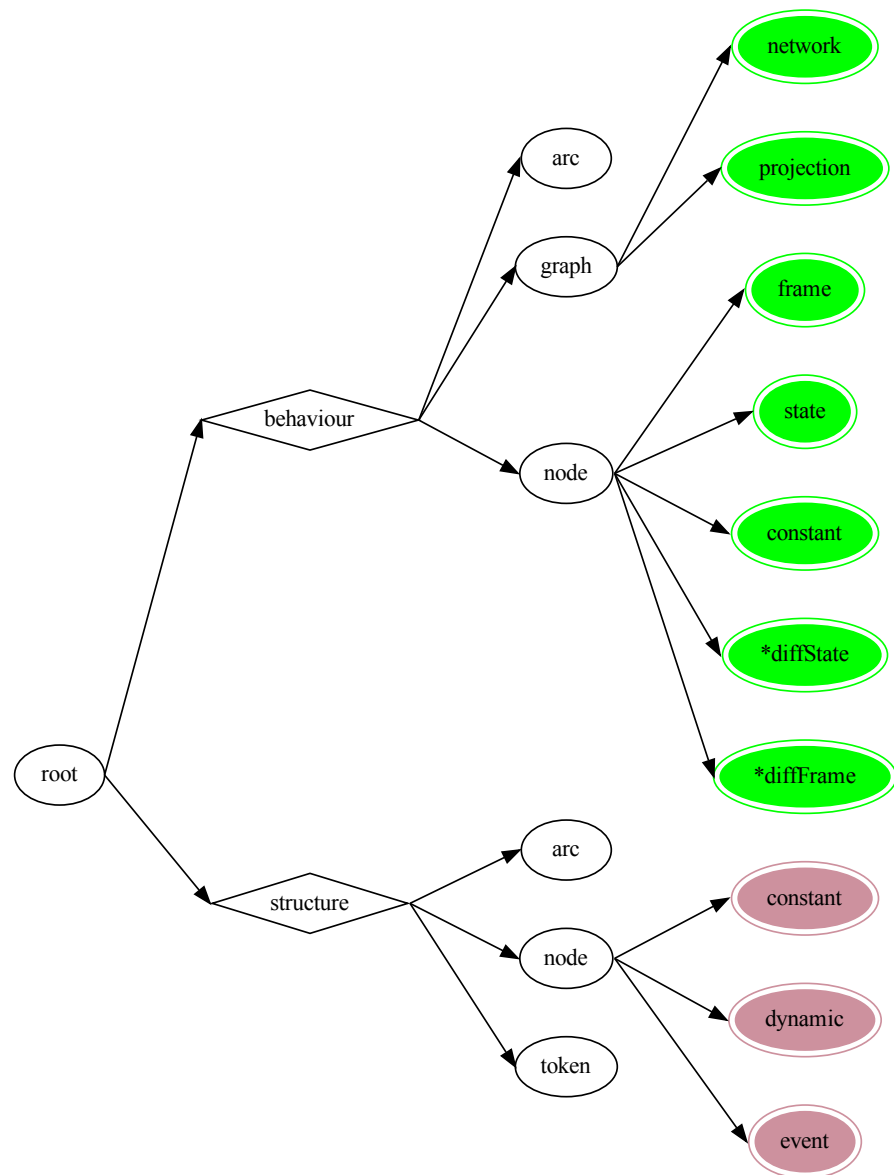 network
projection
arc
graph
frame
state
behaviour
node
constant
*diffState
*diffFrame
root
arc
structure
constant
node
dynamic
token
event